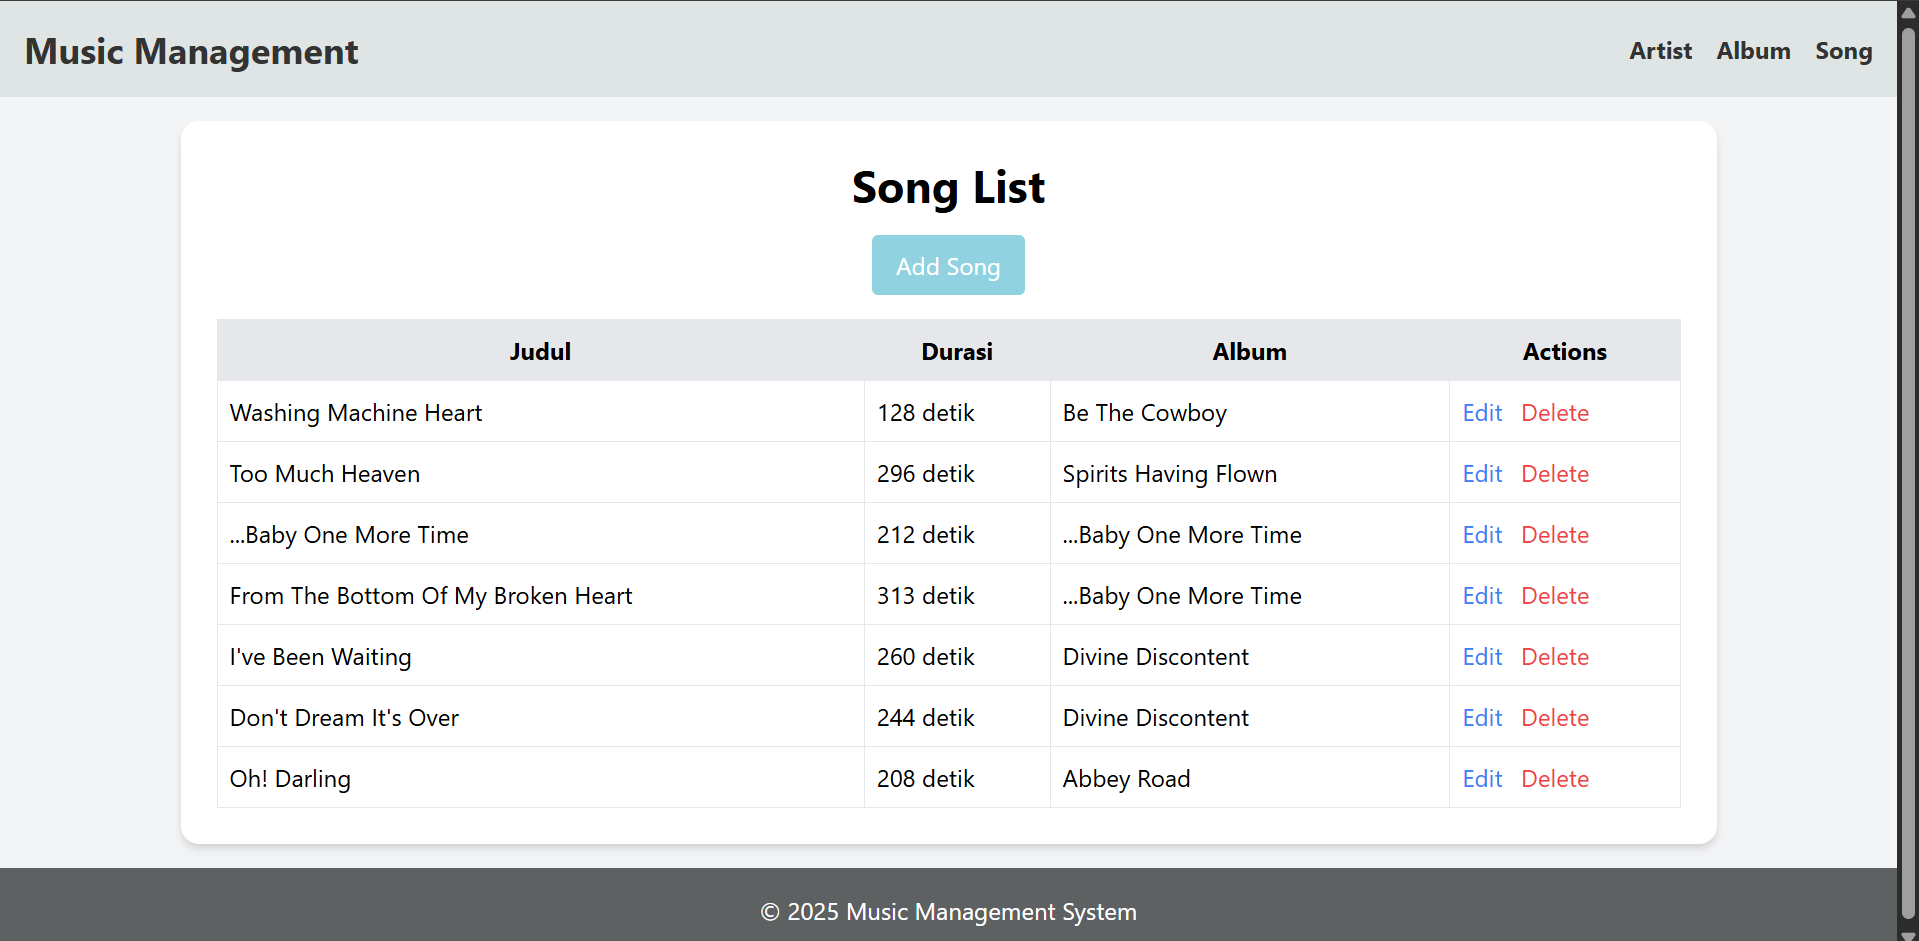 Music Management Artist Album Song
Song List
Add Song
Judul Durasi Album Actions
Washing Machine Heart 128 detik Be The Cowboy Edit Delete
Too Much Heaven 296 detik Spirits Having Flown Edit Delete
...Baby One More Time 212 detik ...Baby One More Time Edit Delete
From The Bottom Of My Broken Heart 313 detik ...Baby One More Time Edit Delete
I've Been Waiting 260 detik Divine Discontent Edit Delete
Don't Dream It's Over 244 detik Divine Discontent Edit Delete
Oh! Darling 208 detik Abbey Road Edit Delete
© 2025 Music Management System